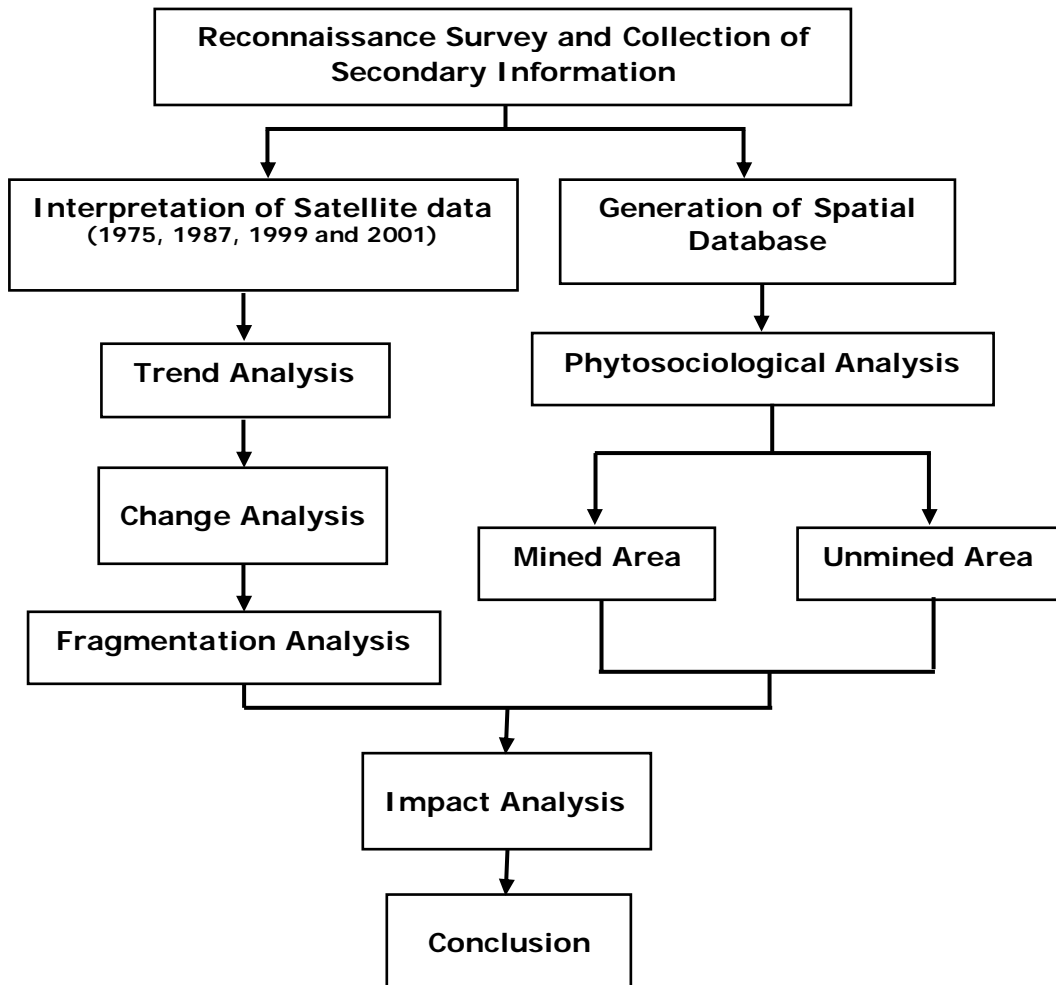 Reconnaissance Survey and Collection of
Secondary Information
Interpretation of Satellite data
(1975, 1987, 1999 and 2001)
Generation of Spatial
Database
Trend Analysis
Phytosociological Analysis
Change Analysis
Mined Area
Unmined Area
Fragmentation Analysis
Impact Analysis
Conclusion